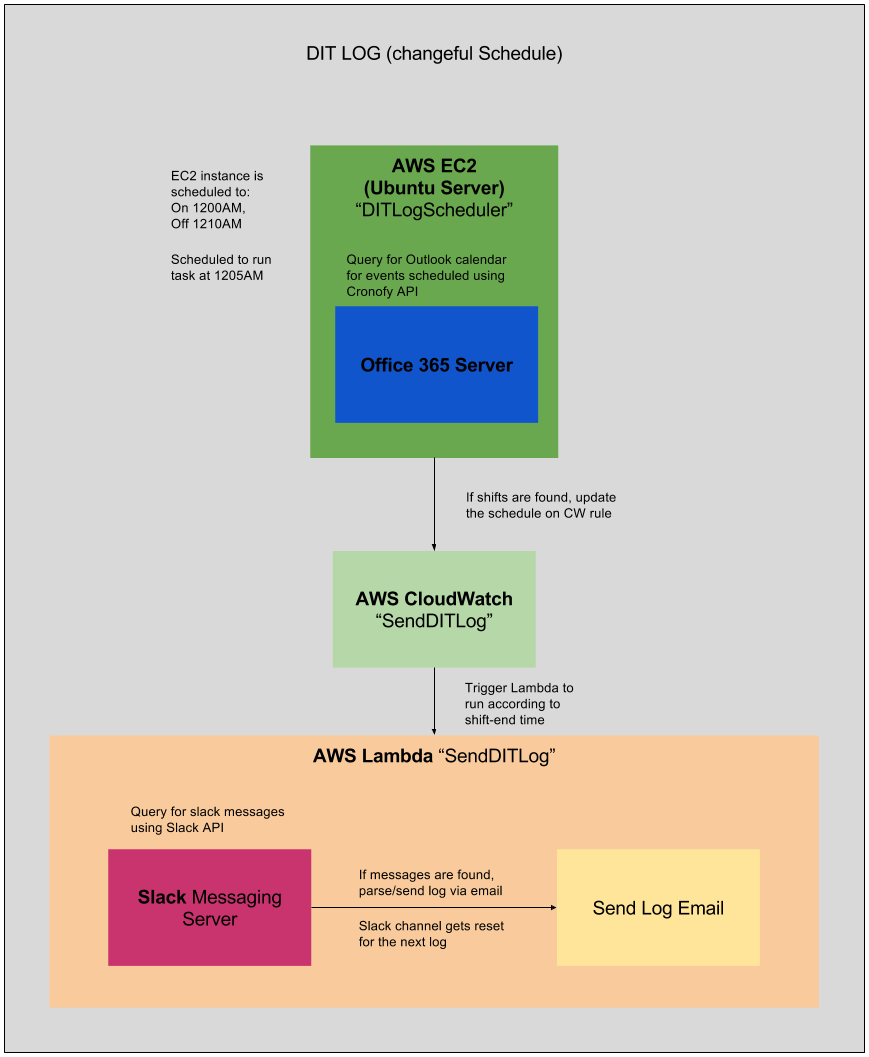 DIT LOG (changeful Schedule)
AWS EC2
(Ubuntu Server)
“DITLogScheduler”
EC2 instance is
scheduled to:
On 1200AM,
Off 1210AM
Scheduled to run
task at 1205AM
Query for Outlook calendar
for events scheduled using
Cronofy API
Office 365 Server
If shifts are found, update
the schedule on CW rule
AWS CloudWatch
“SendDITLog”
Trigger Lambda to
run according to
shift-end time
AWS Lambda “SendDITLog”
Query for slack messages
using Slack API
Slack Messaging
Server
If messages are found,
parse/send log via email
Slack channel gets reset
for the next log
Send Log Email